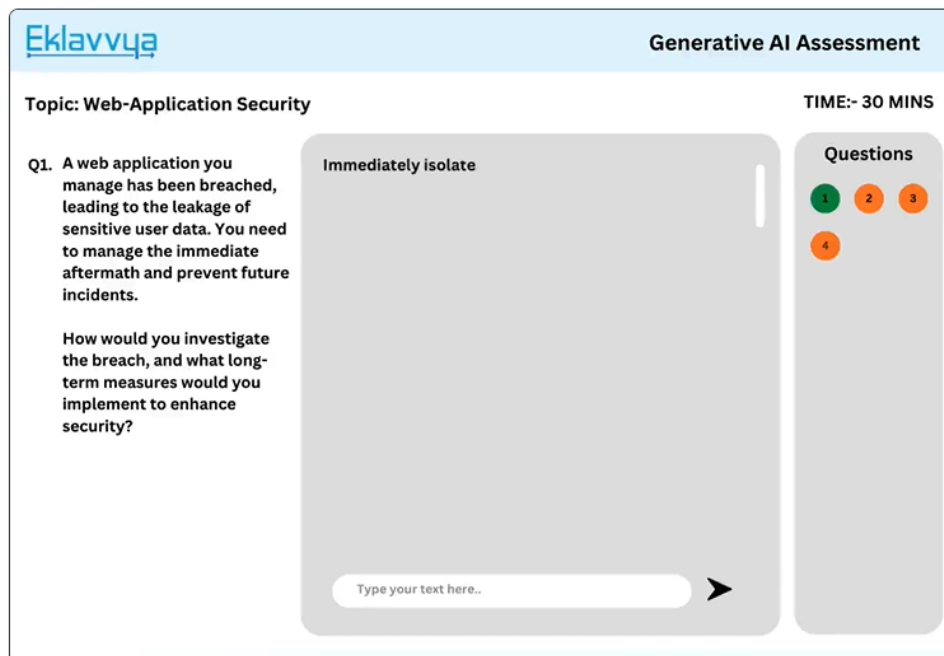 Eklavvya
Generative AI Assessment
Topic: Web-Application Security
TIME:- 30 MINS
Q1. A web application you
manage has been breached,
leading to the leakage of
sensitive user data. You need
to manage the immediate
aftermath and prevent future
incidents.
How would you investigate
the breach, and what long-
term measures would you
implement to enhance
security?
Immediately isolate
Type your text here..
Questions
1 2 3
4